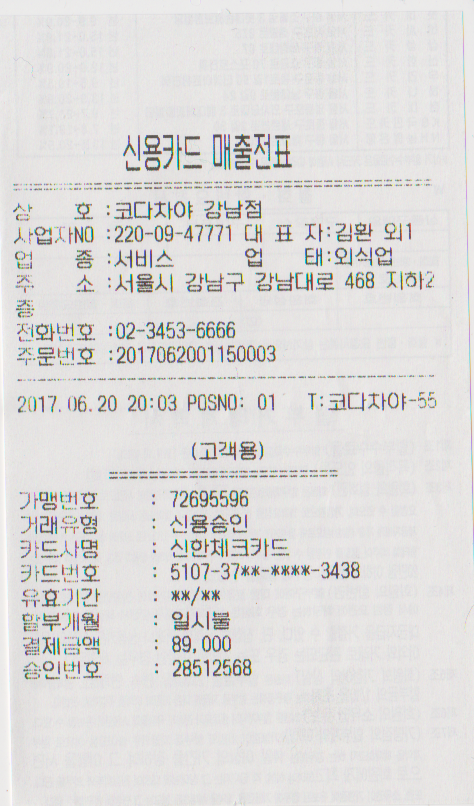 신용카드 매출전표
상 호 :코다차야 강남점
사업자NO :220-09-47771 대 표 자:김환 외1
업 종 :서비스 업 태:외식업
주 소 :서울시 강남구 강남대로 468 지하2
층
전화번호 :02-3453-6666
주문번호 :2017062001150003
2017.06.20 20:03 POSNO: 01 T:코다차야-55
(고객용)
가맹번호 : 72695596
거래유형 : 신용승인
카드사명 : 신한체크카드
카드번호 : 5107-37**-****-3438
유효기간 : **/**
할부개월 : 일시불
결제금액 : 89,000
승인번호 : 28512568